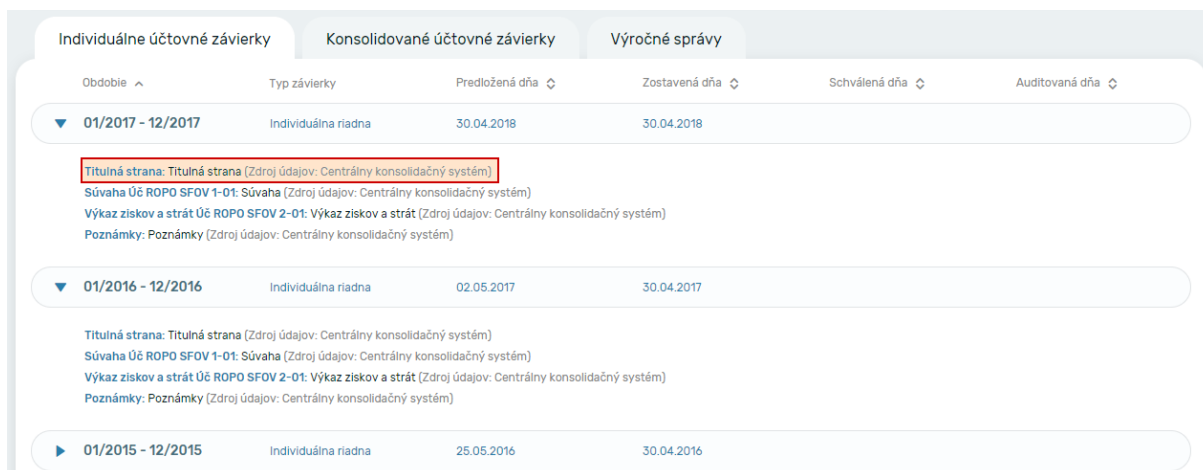 Individuálne účtovné závierky Konsolidované účtovné závierky Výročné správy
Obdobie Typ závierky Predložená dňa Zostavená dňa Schválená dňa Auditovaná dňa
01/2017 - 12/2017 Individuálna riadna 30.04.2018 30.04.2018
Titulná strana: Titulná strana (Zdroj údajov: Centrálny konsolidačný systém)
Súvaha Úč ROPO SFOV 1-01: Súvaha (Zdroj údajov: Centrálny konsolidačný systém)
Výkaz ziskov a strát Úč ROPO SFOV 2-01: Výkaz ziskov a strát (Zdroj údajov: Centrálny konsolidačný systém)
Poznámky: Poznámky (Zdroj údajov: Centrálny konsolidačný systém)
01/2016 - 12/2016 Individuálna riadna 02.05.2017 30.04.2017
Titulná strana: Titulná strana (Zdroj údajov: Centrálny konsolidačný systém)
Súvaha Úč ROPO SFOV 1-01: Súvaha (Zdroj údajov: Centrálny konsolidačný systém)
Výkaz ziskov a strát Úč ROPO SFOV 2-01: Výkaz ziskov a strát (Zdroj údajov: Centrálny konsolidačný systém)
Poznámky: Poznámky (Zdroj údajov: Centrálny konsolidačný systém)
01/2015 - 12/2015 Individuálna riadna 25.05.2016 30.04.2016